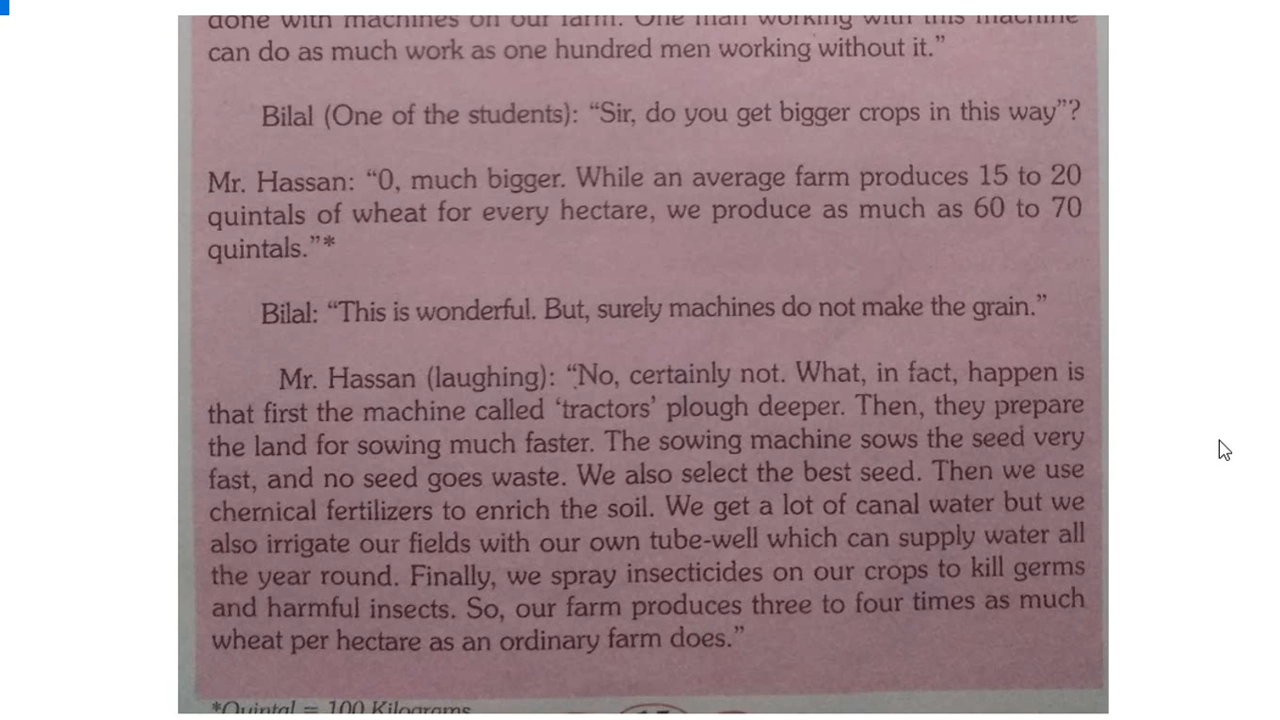 done with machines on our farm. One man working with this machine
can do as much work as one hundred men working without it.”
Bilal (One of the students): “Sir, do you get bigger crops in this way”?
Mr. Hassan: “0, much bigger. While an average farm produces 15 to 20
quintals of wheat for every hectare, we produce as much as 60 to 70
quintals.”*
Bilal: “This is wonderful. But, surely machines do not make the grain.”
Mr. Hassan (laughing): “No, certainly not. What, in fact, happen is
that first the machine called ‘tractors’ plough deeper. Then, they prepare
the land for sowing much faster. The sowing machine sows the seed very
fast, and no seed goes waste. We also select the best seed. Then we use
chemical fertilizers to enrich the soil. We get a lot of canal water but we
also irrigate our fields with our own tube-well which can supply water all
the year round. Finally, we spray insecticides on our crops to kill germs
and harmful insects. So, our farm produces three to four times as much
wheat per hectare as an ordinary farm does.”
*Quintal = 100 Kilograms